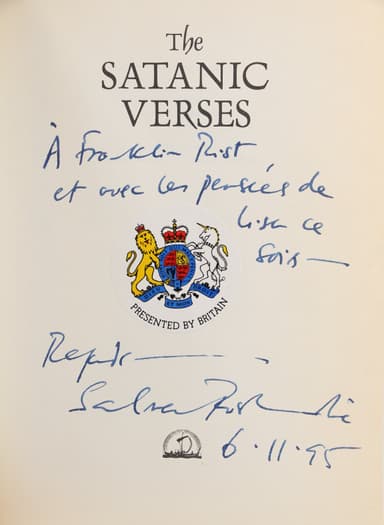 The
SATANIC
VERSES
À Franklin Rist
et avec les pensées de
ce
soir —
PRESENTED BY BRITAIN
Regards —
Salman Rushdie
6·11·95